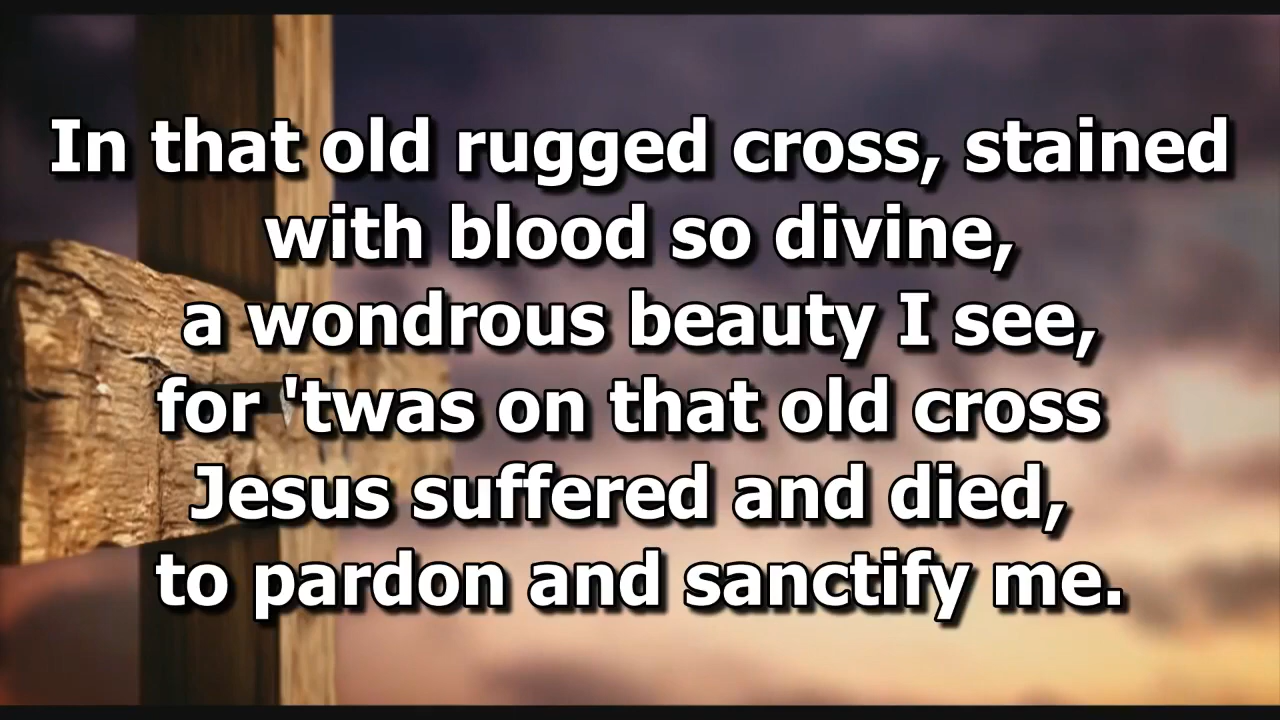 In that old rugged cross, stained
with blood so divine,
a wondrous beauty I see,
for 'twas on that old cross
Jesus suffered and died,
to pardon and sanctify me.